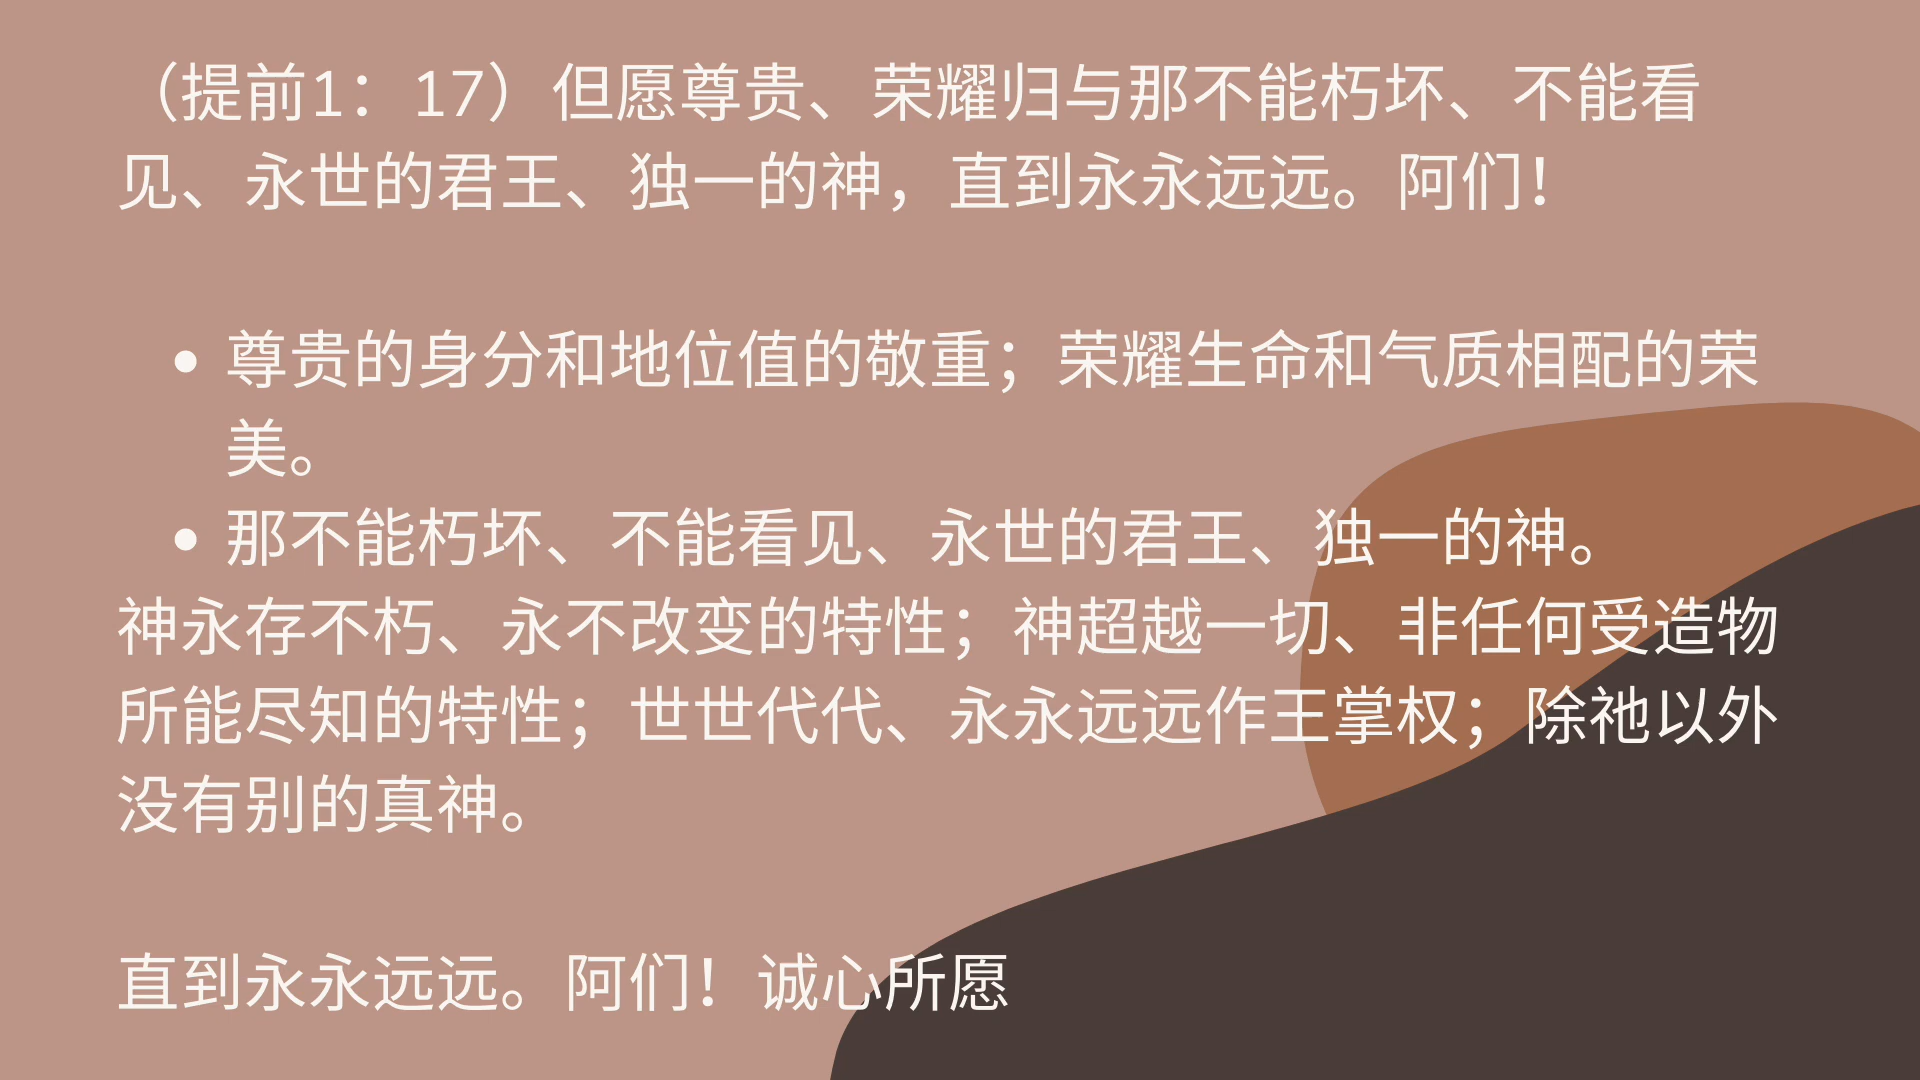 （提前1：17）但愿尊贵、荣耀归与那不能朽坏、不能看
见、永世的君王、独一的神，直到永永远远。阿们！
• 尊贵的身分和地位值的敬重；荣耀生命和气质相配的荣
美。
• 那不能朽坏、不能看见、永世的君王、独一的神。
神永存不朽、永不改变的特性；神超越一切、非任何受造物
所能尽知的特性；世世代代、永永远远作王掌权；除祂以外
没有别的真神。
直到永永远远。阿们！诚心所愿